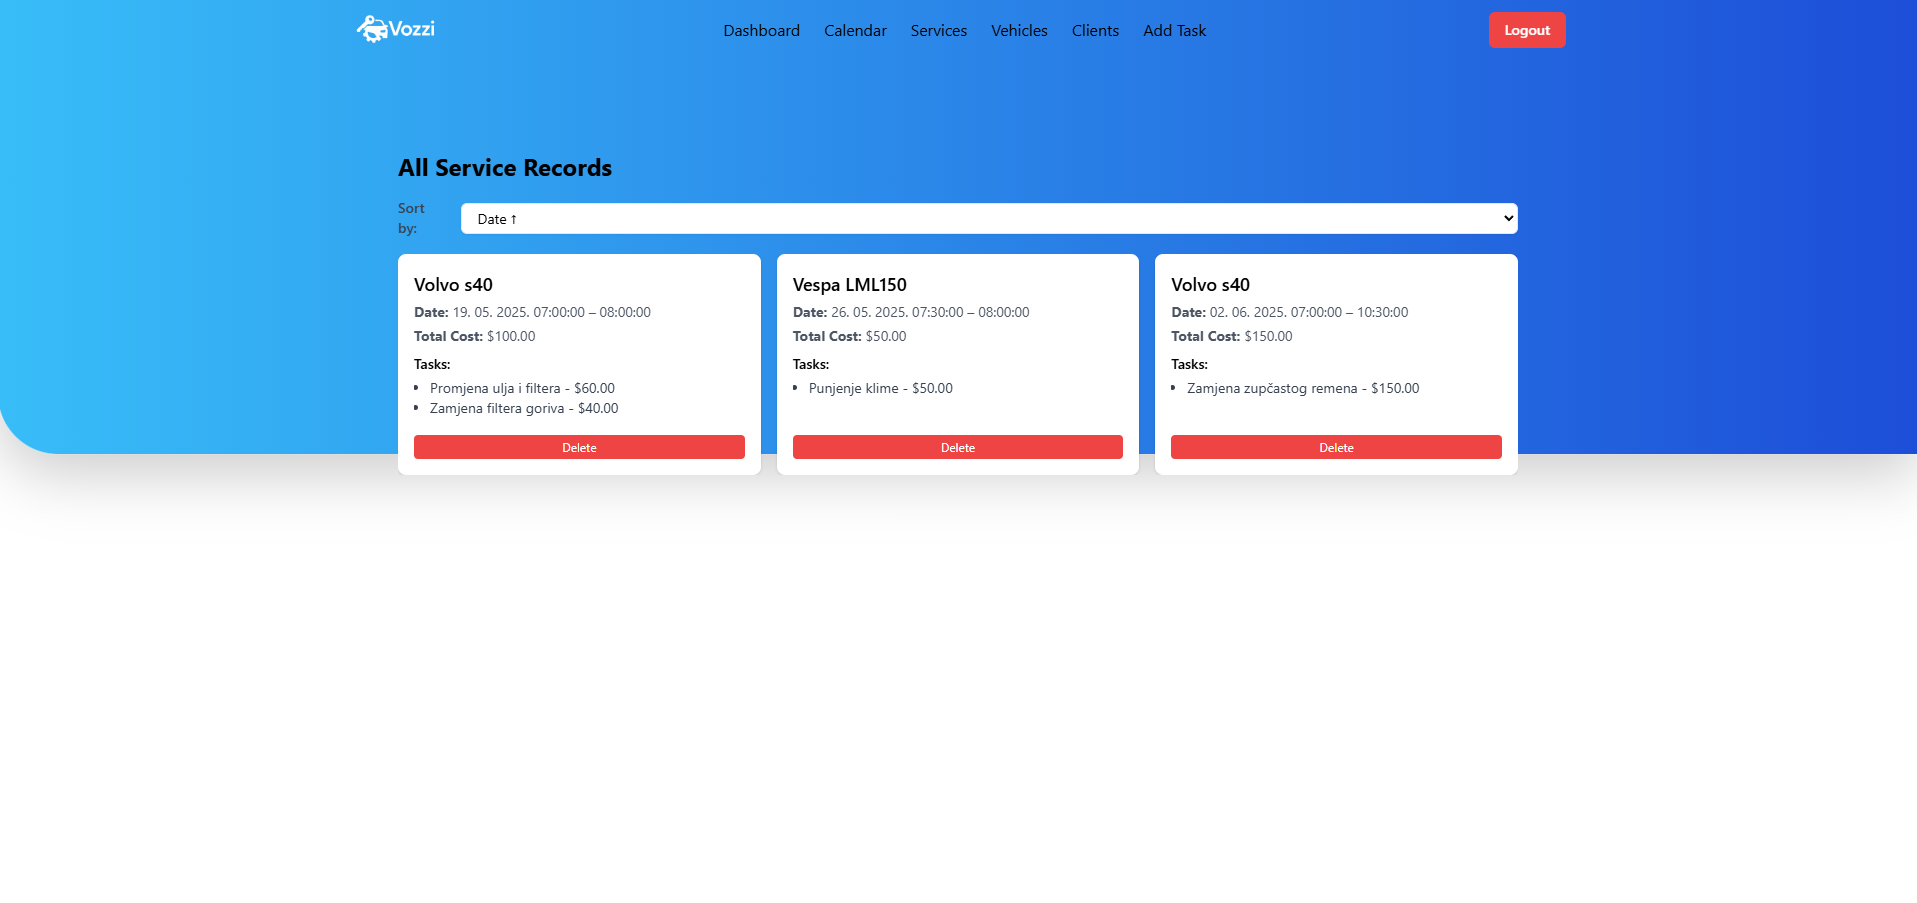 Vozzi
Dashboard Calendar Services Vehicles Clients Add Task
Logout
All Service Records
Sort
by:
Date ↑
Volvo s40
Date: 19. 05. 2025. 07:00:00 – 08:00:00
Total Cost: $100.00
Tasks:
• Promjena ulja i filtera - $60.00
• Zamjena filtera goriva - $40.00
Delete
Vespa LML150
Date: 26. 05. 2025. 07:30:00 – 08:00:00
Total Cost: $50.00
Tasks:
• Punjenje klime - $50.00
Delete
Volvo s40
Date: 02. 06. 2025. 07:00:00 – 10:30:00
Total Cost: $150.00
Tasks:
• Zamjena zupčastog remena - $150.00
Delete